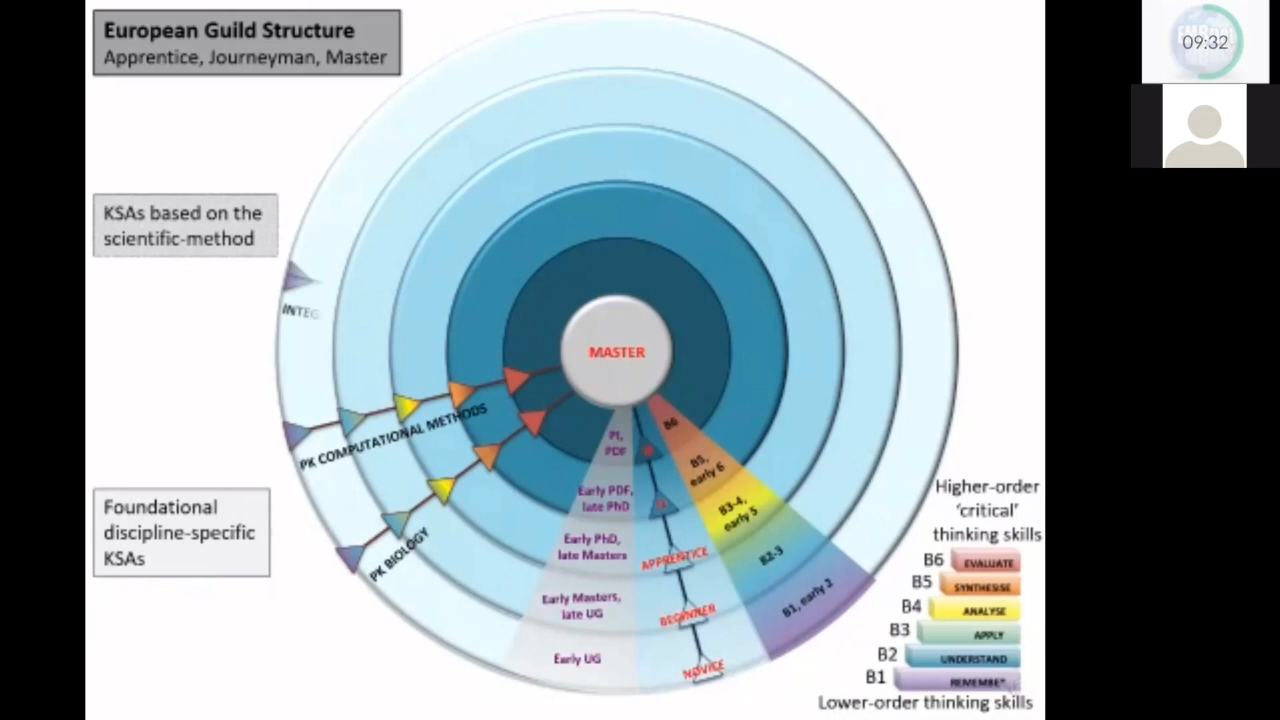 European Guild Structure
Apprentice, Journeyman, Master
09:32
KSAs based on the
scientific-method
INTEG
MASTER
PK COMPUTATIONAL METHODS
PK BIOLOGY
Foundational
discipline-specific
KSAs
PI,
PDF
Early PDF,
late PhD
Early PhD,
late Masters
Early Masters,
late UG
Early UG
APPRENTICE
BEGINNER
NOVICE
B6
B5,
early 6
B3-4,
early 5
B2-3
B1, early 2
Higher-order
‘critical’
thinking skills
B6 EVALUATE
B5 SYNTHESISE
B4 ANALYSE
B3 APPLY
B2 UNDERSTAND
B1 REMEMBE
Lower-order thinking skills